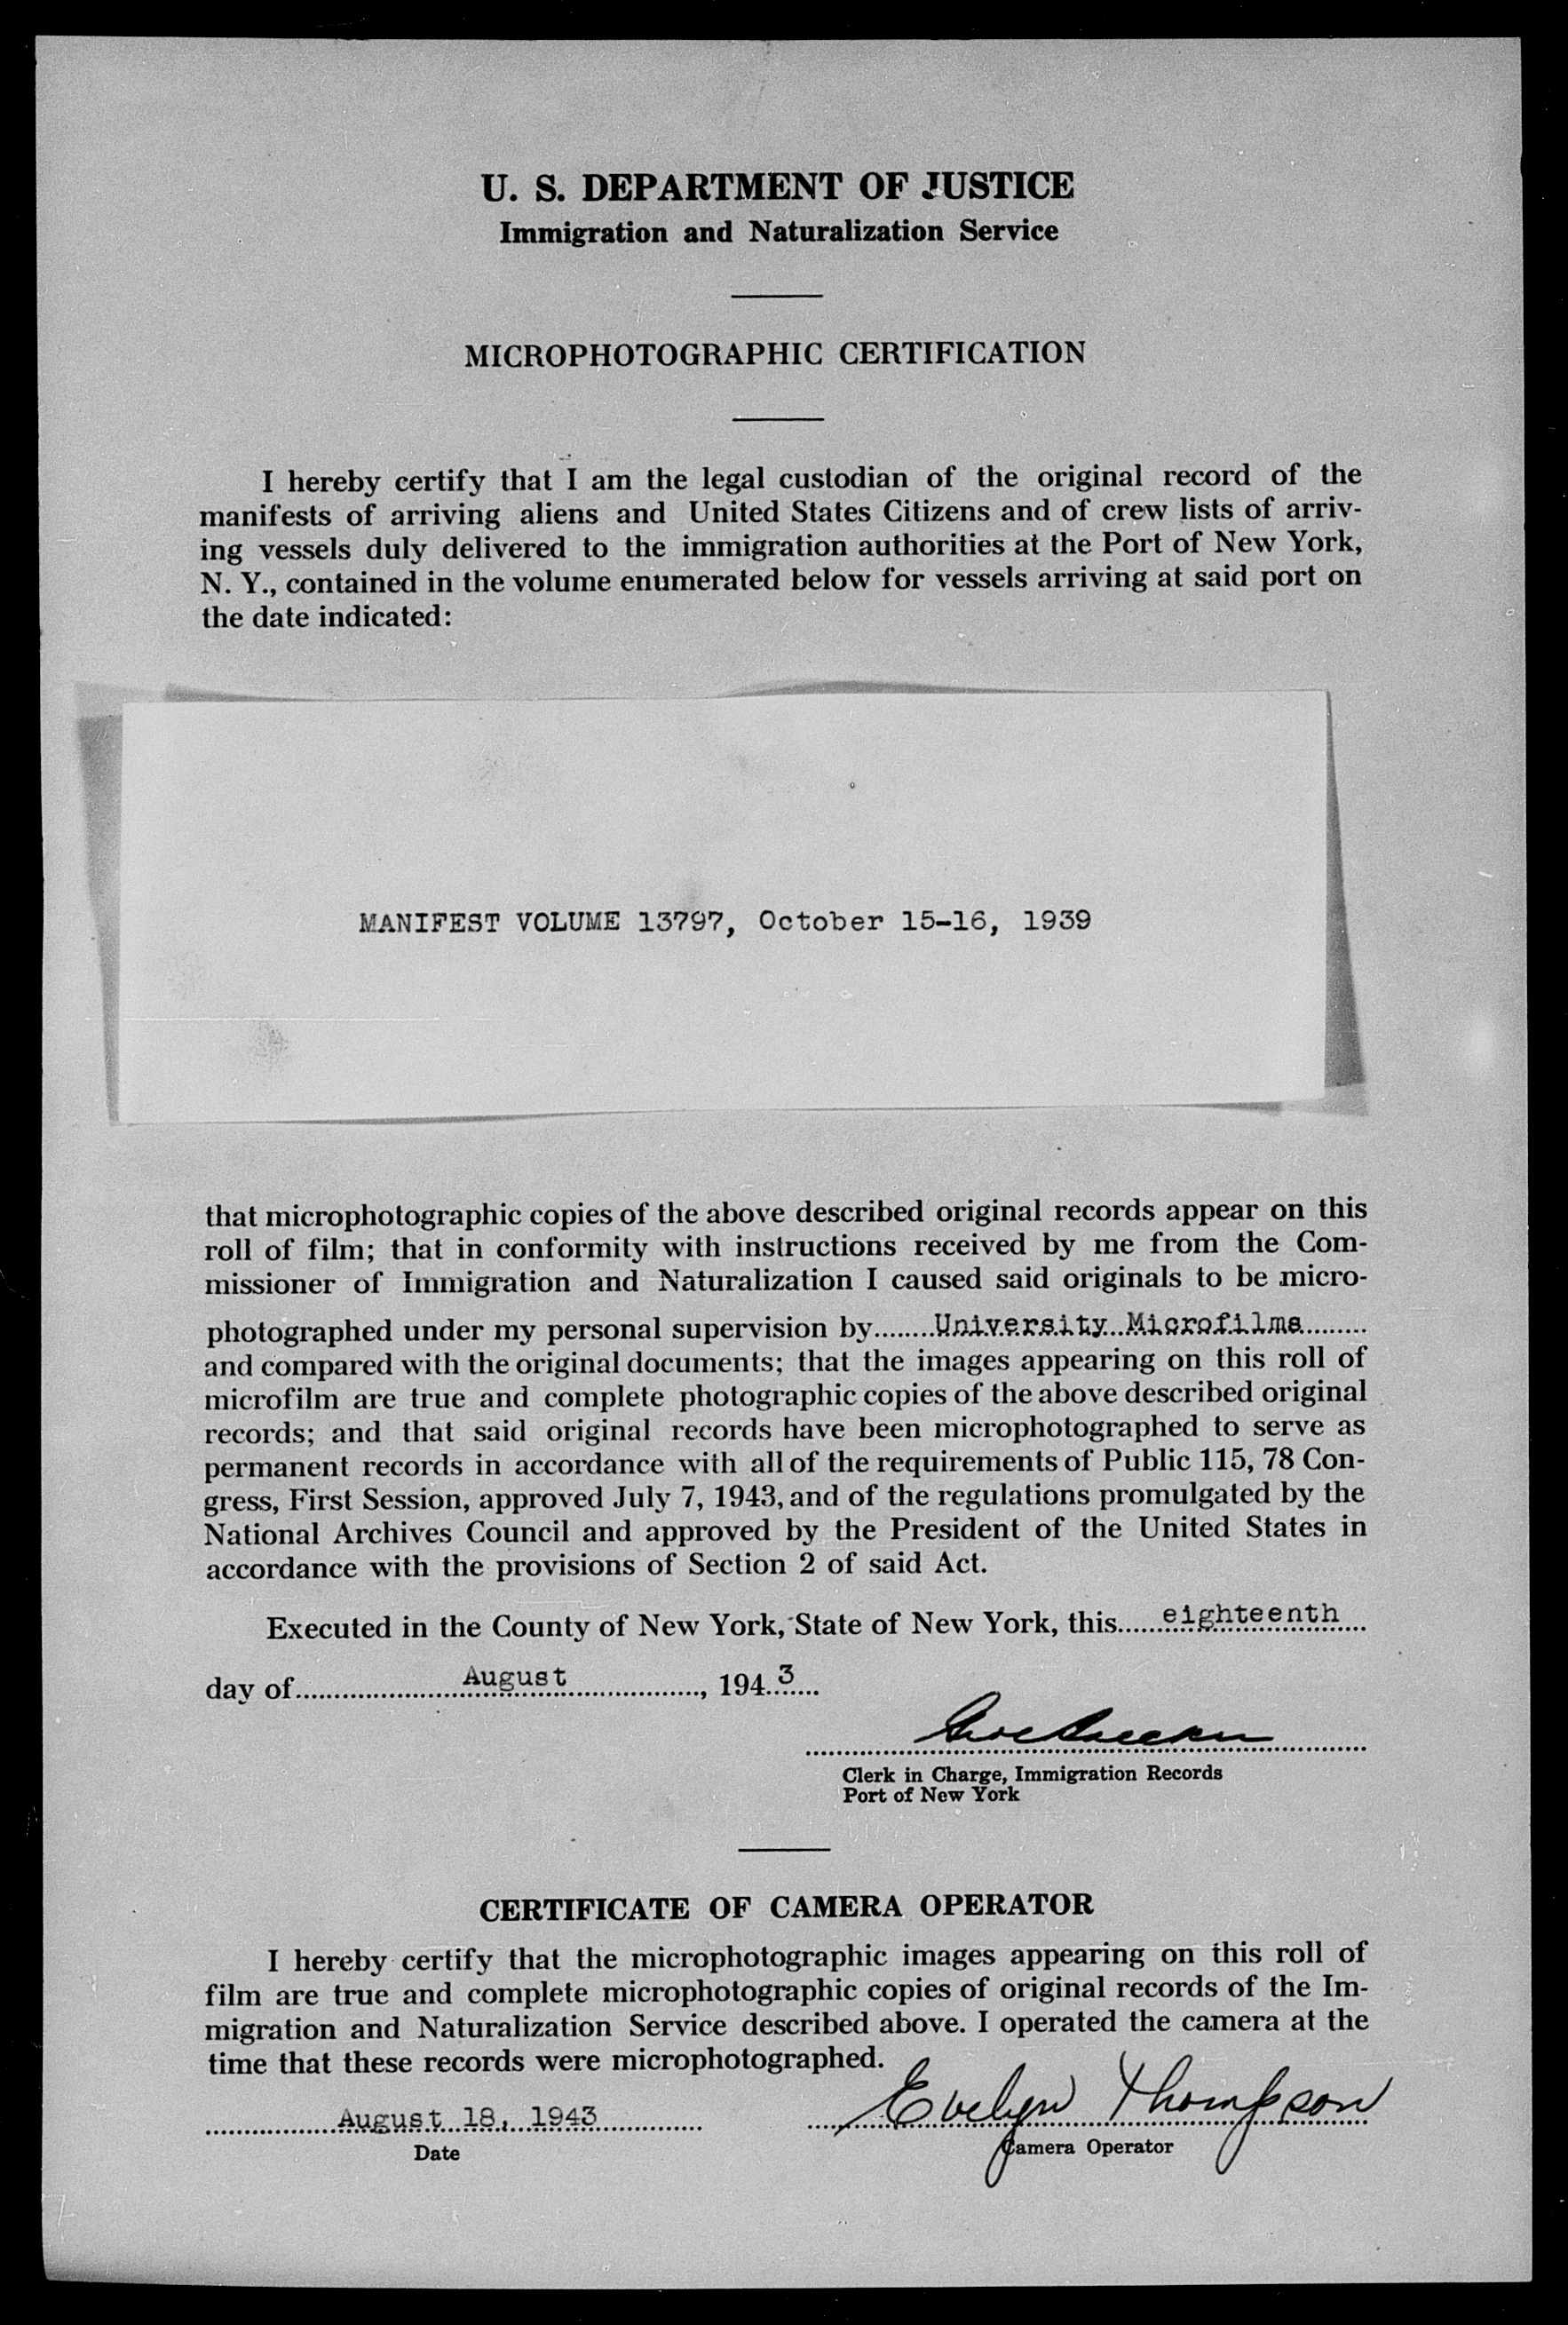 U. S. DEPARTMENT OF JUSTICE
Immigration and Naturalization Service
MICROPHOTOGRAPHIC CERTIFICATION
I hereby certify that I am the legal custodian of the original record of the
manifests of arriving aliens and United States Citizens and of crew lists of arriv-
ing vessels duly delivered to the immigration authorities at the Port of New York,
N. Y., contained in the volume enumerated below for vessels arriving at said port on
the date indicated:
MANIFEST VOLUME 13797, October 15-16, 1939
that microphotographic copies of the above described original records appear on this
roll of film; that in conformity with instructions received by me from the Com-
missioner of Immigration and Naturalization I caused said originals to be micro-
photographed under my personal supervision by........University Microfilms.........
and compared with the original documents; that the images appearing on this roll of
microfilm are true and complete photographic copies of the above described original
records; and that said original records have been microphotographed to serve as
permanent records in accordance with all of the requirements of Public 115, 78 Con-
gress, First Session, approved July 7, 1943, and of the regulations promulgated by the
National Archives Council and approved by the President of the United States in
accordance with the provisions of Section 2 of said Act.
Executed in the County of New York, State of New York, this......eighteenth....
day of......................August......................, 194..3....
Clerk in Charge, Immigration Records
Port of New York
CERTIFICATE OF CAMERA OPERATOR
I hereby certify that the microphotographic images appearing on this roll of
film are true and complete microphotographic copies of original records of the Im-
migration and Naturalization Service described above. I operated the camera at the
time that these records were microphotographed.
August 18, 1943 Evelyn Thompson
Date Camera Operator